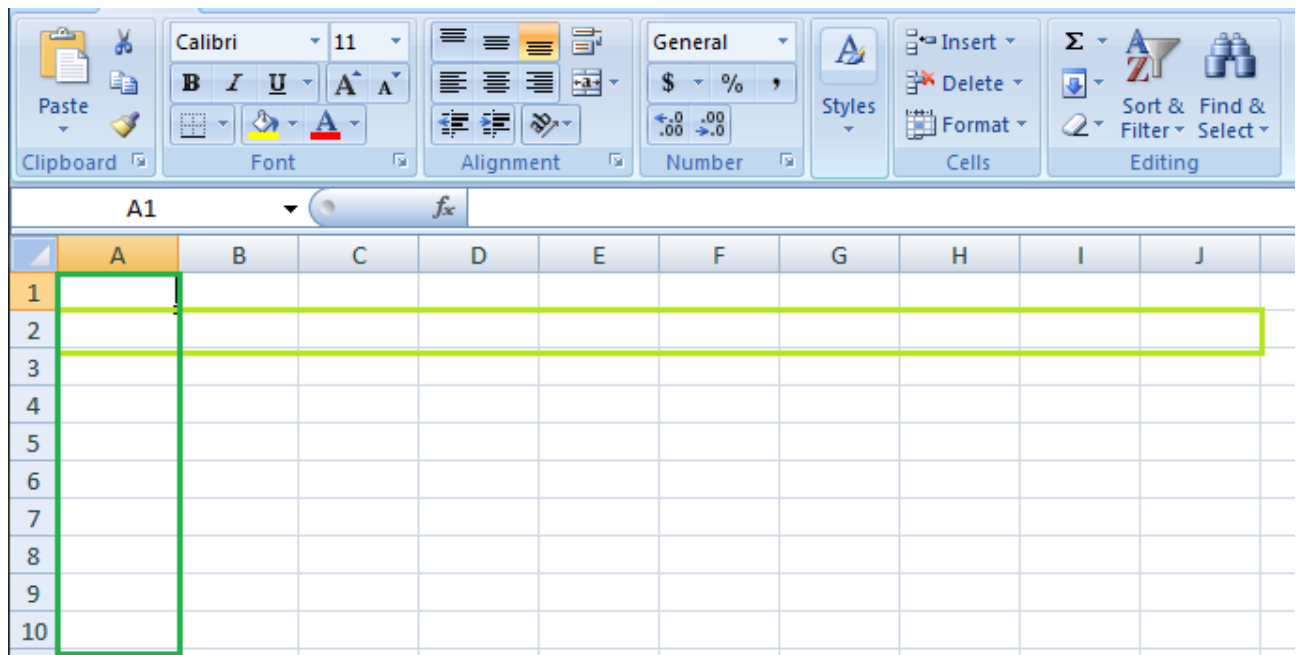 Calibri 11 General Insert Σ A Z
B I U A A $ % , Delete
Paste Styles Sort & Find &
A .0 .00 .00 .0 Format Filter Select
Clipboard Font Alignment Number Cells Editing
A1 fx
A B C D E F G H I J
1
2
3
4
5
6
7
8
9
10